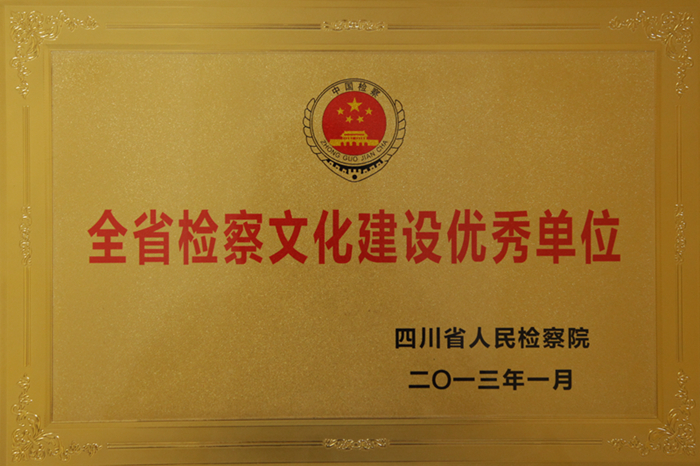 中国检察
ZHONG GUO JIAN CHA
全省检察文化建设优秀单位
四川省人民检察院
二〇一三年一月